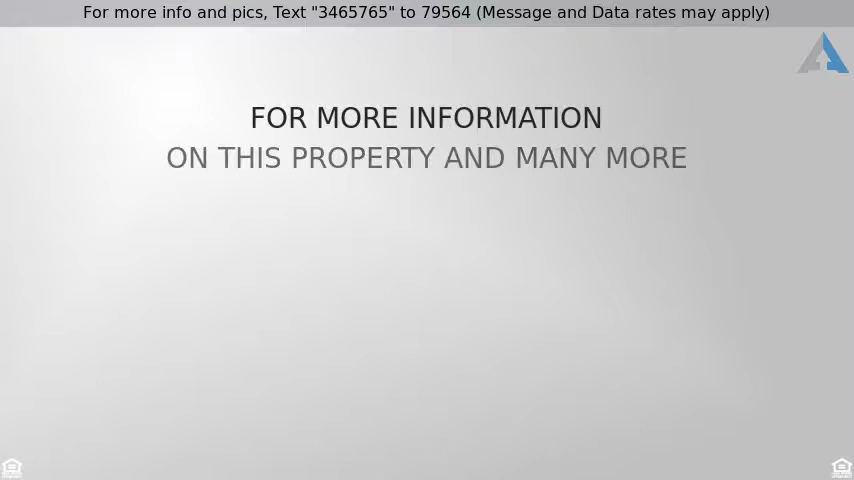 For more info and pics, Text "3465765" to 79564 (Message and Data rates may apply)
FOR MORE INFORMATION
ON THIS PROPERTY AND MANY MORE